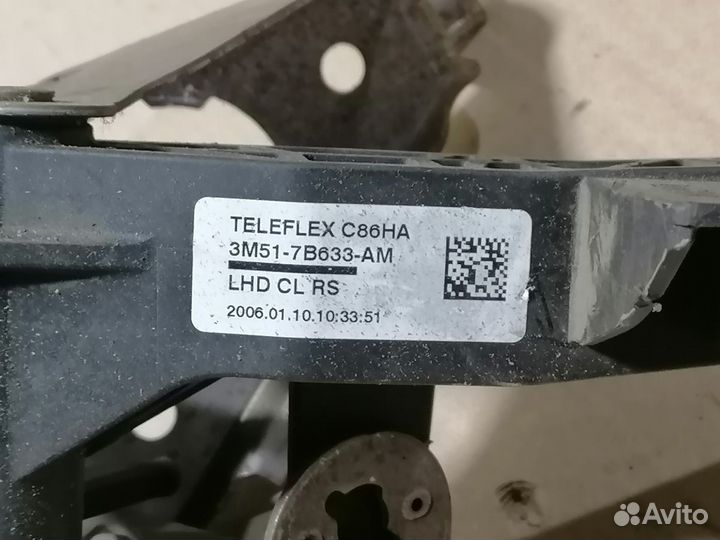 TELEFLEX C86HA
3M51-7B633-AM
LHD CL RS
2006.01.10.10:33:51
Avito